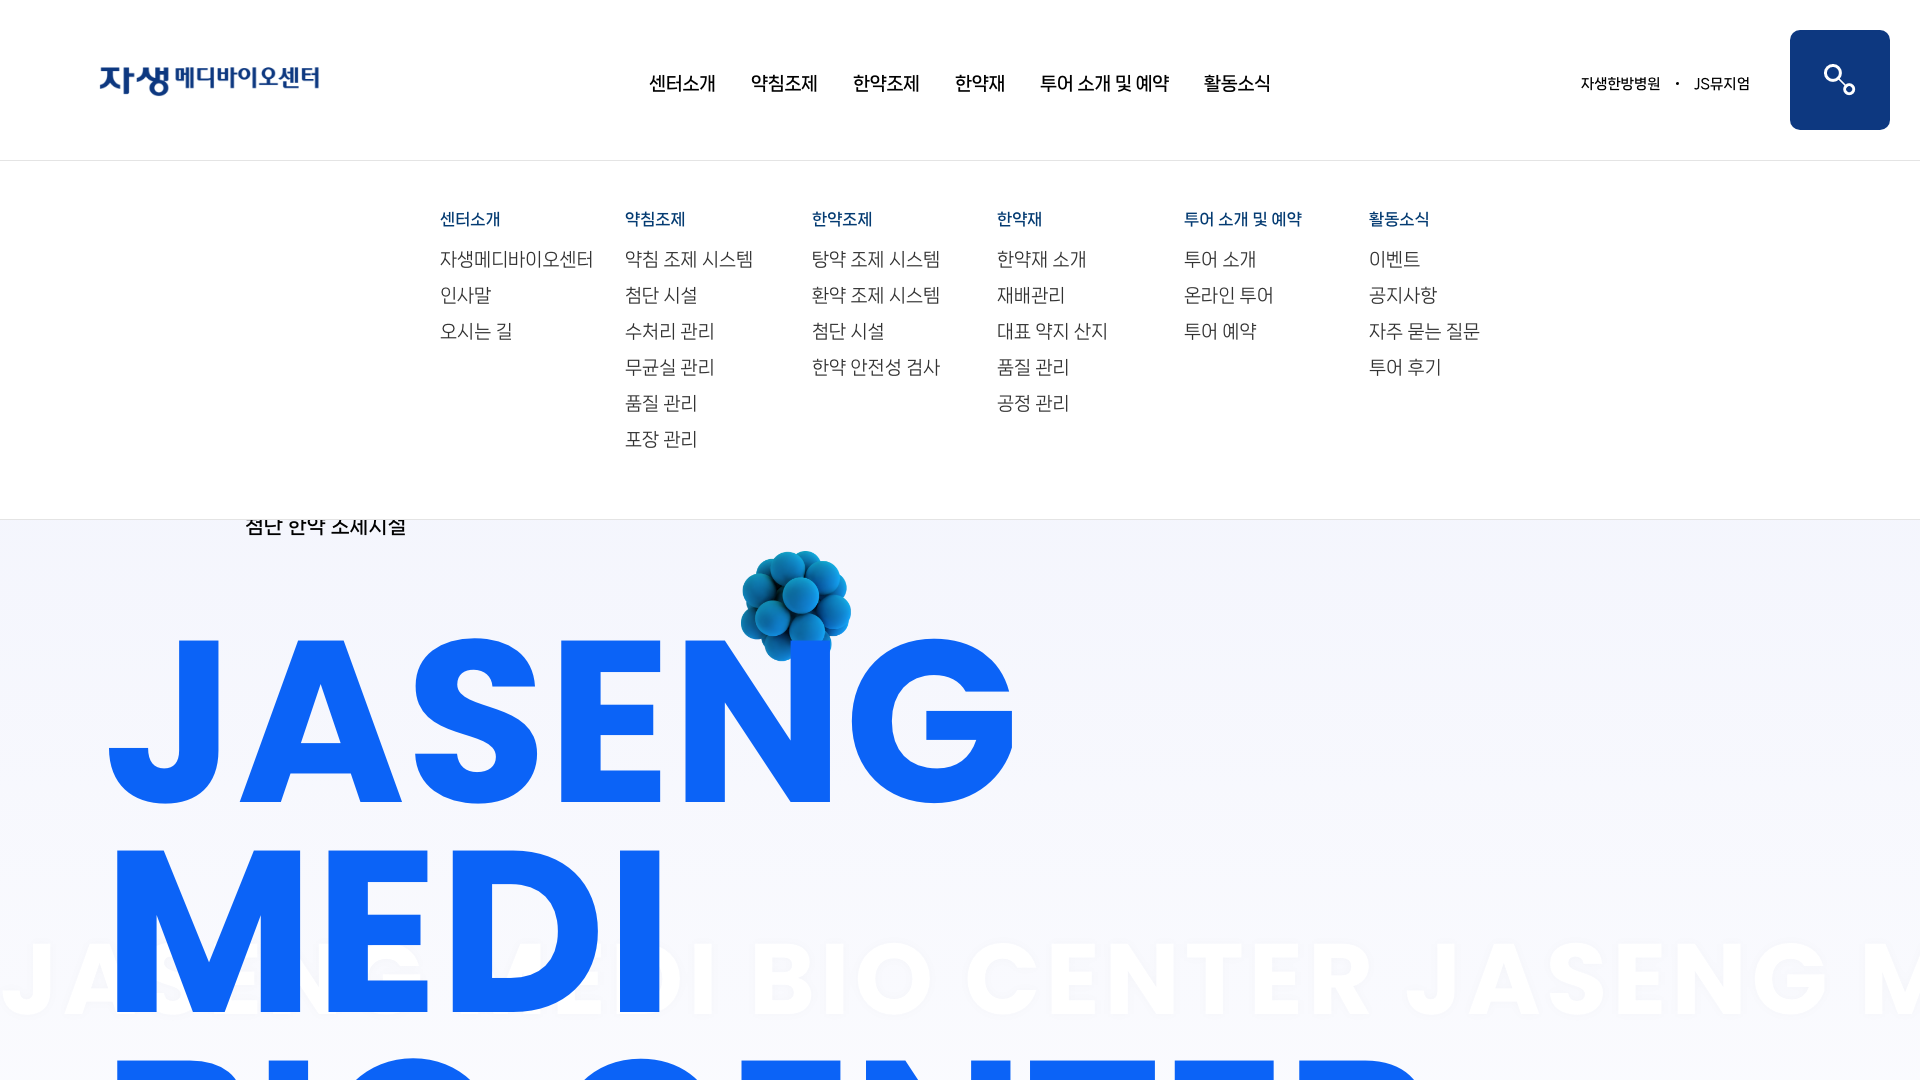 자생 메디바이오센터
센터소개 약침조제 한약조제 한약재 투어 소개 및 예약 활동소식
자생한방병원 • JS뮤지엄
센터소개
자생메디바이오센터
인사말
오시는 길
약침조제
약침 조제 시스템
첨단 시설
수처리 관리
무균실 관리
품질 관리
포장 관리
한약조제
탕약 조제 시스템
환약 조제 시스템
첨단 시설
한약 안전성 검사
한약재
한약재 소개
재배관리
대표 약지 산지
품질 관리
공정 관리
투어 소개 및 예약
투어 소개
온라인 투어
투어 예약
활동소식
이벤트
공지사항
자주 묻는 질문
투어 후기
첨단 한약 조제시설
JASENG
MEDI
BIO CENTER
JASENG MEDI BIO CENTER JASENG M